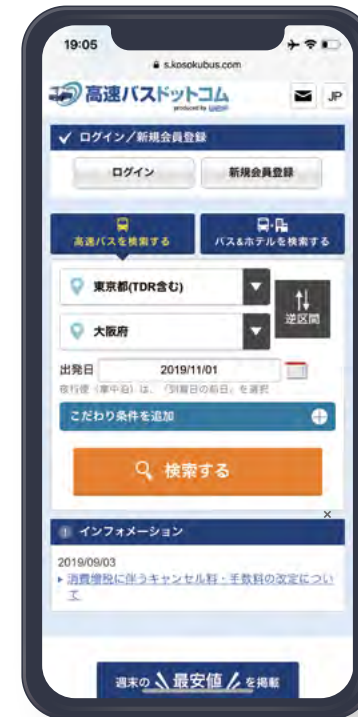 19:05
s.kosokubus.com
高速バスドットコム
produced by
JP
ログイン/新規会員登録
ログイン
新規会員登録
高速バスを検索する
バス&ホテルを検索する
東京都(TDR含む)
大阪府
逆区間
出発日
2019/11/01
夜行便(車中泊)は、「到着日の前日」を選択
こだわり条件を追加
検索する
×
インフォメーション
2019/09/03
消費増税に伴うキャンセル料・手数料の改定につい
て
週末の 最安値 を掲載